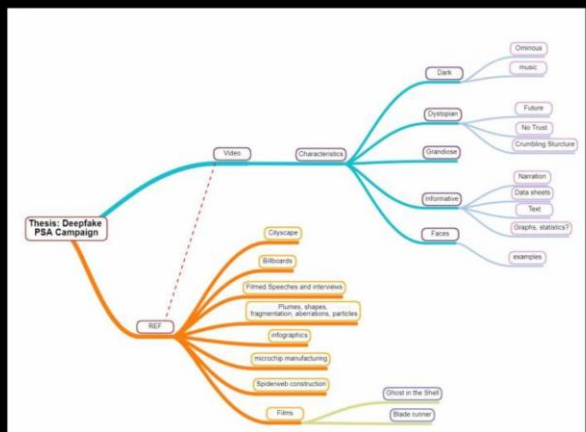 Thesis: Deepfake
PSA Campaign
Video
Characteristics
Dark
Ominous
music
Dystopian
Future
No Trust
Crumbling Sturcture
Grandiose
Informative
Narration
Data sheets
Text
Graphs, statistics?
Faces
examples
REF
Cityscape
Billboards
Filmed Speeches and interviews
Plumes, shapes,
fragmentation, aberrations, particles
infographics
microchip manufacturing
Spiderweb construction
Films
Ghost in the Shell
Blade runner